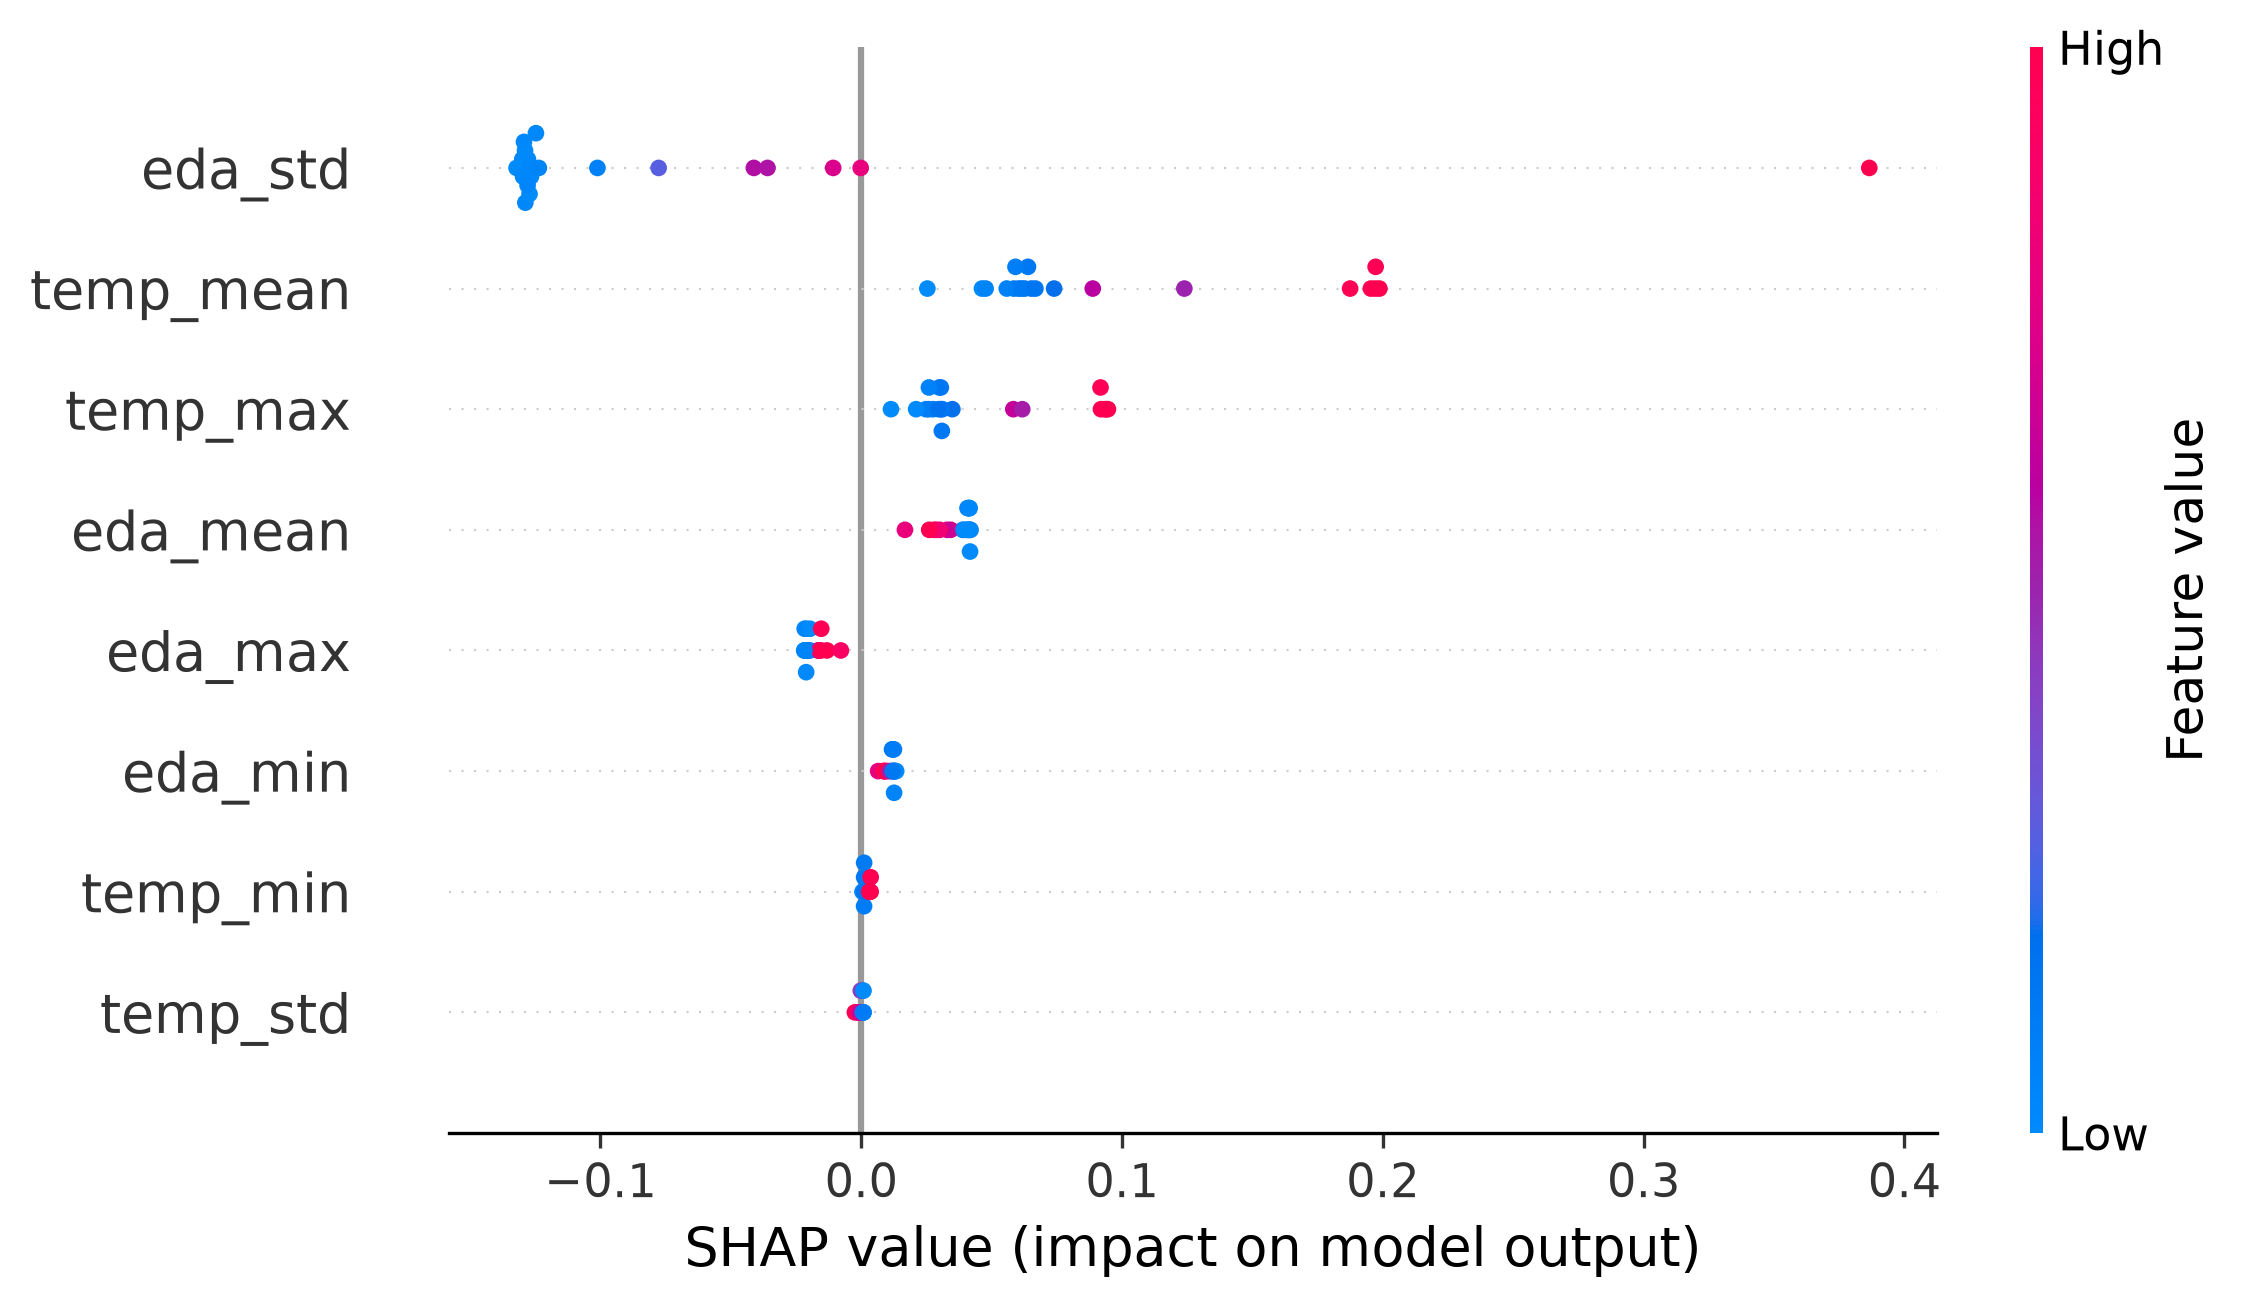 High
eda_std
temp_mean
temp_max
eda_mean
eda_max
eda_min
temp_min
temp_std
Feature value
Low
−0.1 0.0 0.1 0.2 0.3 0.4
SHAP value (impact on model output)